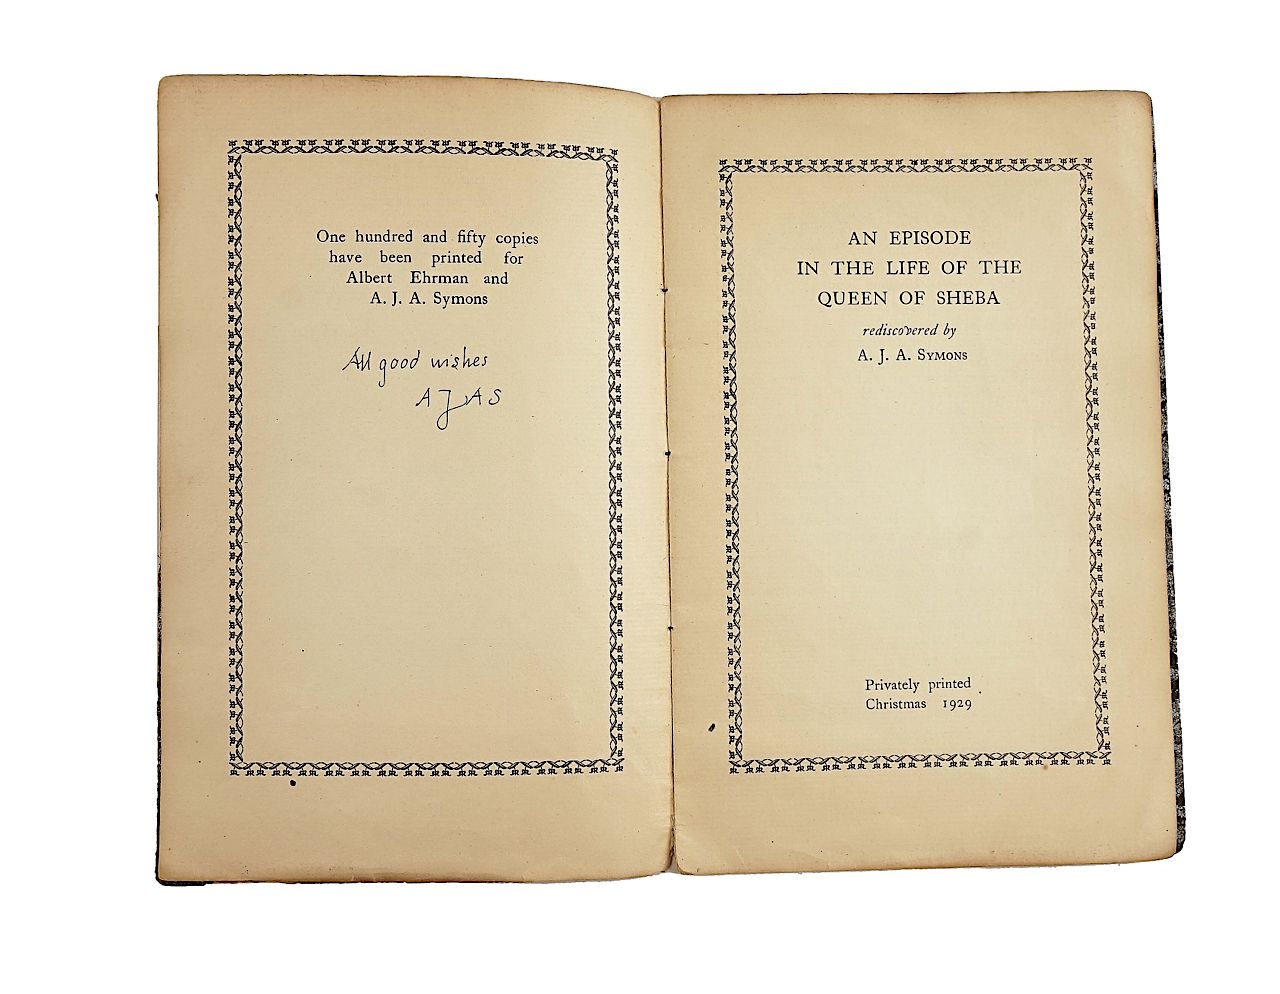 One hundred and fifty copies
have been printed for
Albert Ehrman and
A. J. A. Symons
All good wishes
AJAS
AN EPISODE
IN THE LIFE OF THE
QUEEN OF SHEBA
rediscovered by
A. J. A. SYMONS
Privately printed
Christmas 1929